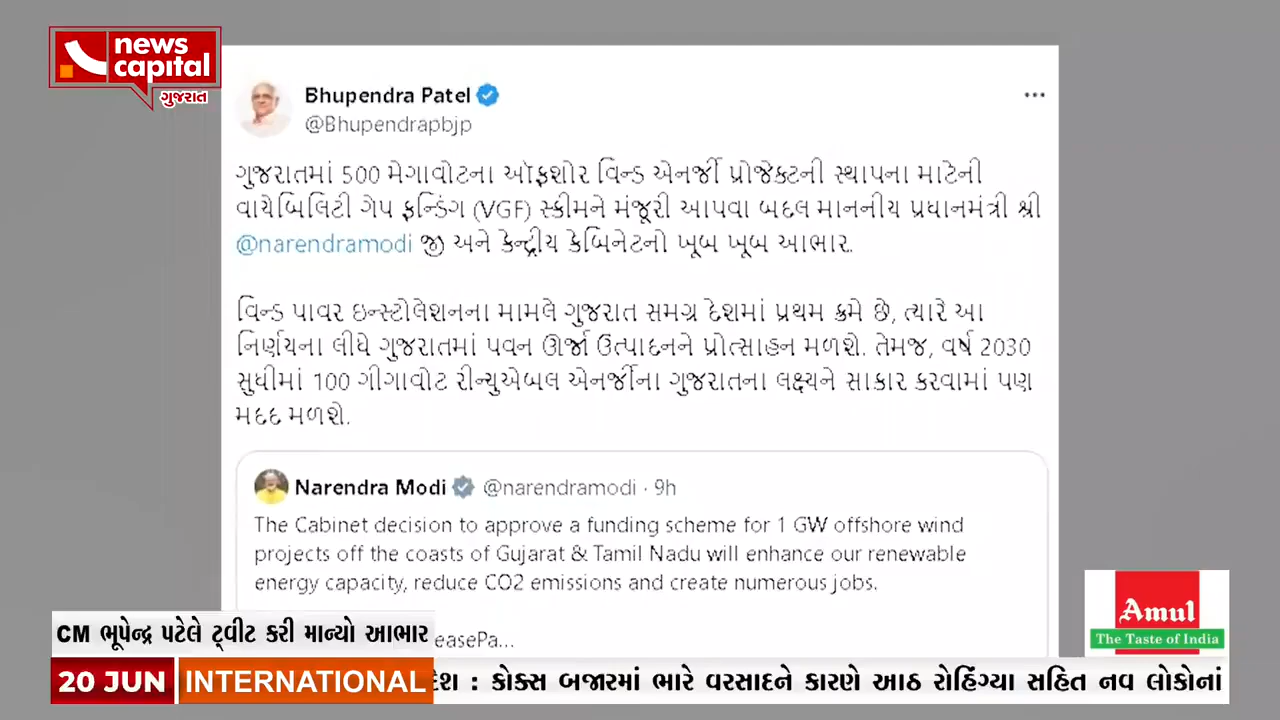 news
capital
ગુજરાત
Bhupendra Patel
@Bhupendrapbjp
ગુજરાતમાં 500 મેગાવોટના ઑફશોર વિન્ડ એનર્જી પ્રોજેક્ટની સ્થાપના માટેની
વાયેબિલિટી ગેપ ફન્ડિંગ (VGF) સ્કીમને મંજૂરી આપવા બદલ માનનીય પ્રધાનમંત્રી શ્રી
@narendramodi જી અને કેન્દ્રીય કેબિનેટનો ખૂબ ખૂબ આભાર.
વિન્ડ પાવર ઇન્સ્ટોલેશનના મામલે ગુજરાત સમગ્ર દેશમાં પ્રથમ ક્રમે છે, ત્યારે આ
નિર્ણયના લીધે ગુજરાતમાં પવન ઊર્જા ઉત્પાદનને પ્રોત્સાહન મળશે. તેમજ, વર્ષ 2030
સુધીમાં 100 ગીગાવોટ રીન્યુએબલ એનર્જીના ગુજરાતના લક્ષ્યને સાકાર કરવામાં પણ
મદદ મળશે.
Narendra Modi @narendramodi · 9h
The Cabinet decision to approve a funding scheme for 1 GW offshore wind
projects off the coasts of Gujarat & Tamil Nadu will enhance our renewable
energy capacity, reduce CO2 emissions and create numerous jobs.
easePa...
CM ભૂપેન્દ્ર પટેલે ટ્વીટ કરી માન્યો આભાર
Amul
The Taste of India
20 JUN INTERNATIONAL દેશ : કોક્સ બજારમાં ભારે વરસાદને કારણે આઠ રોહિંગ્યા સહિત નવ લોકોનાં